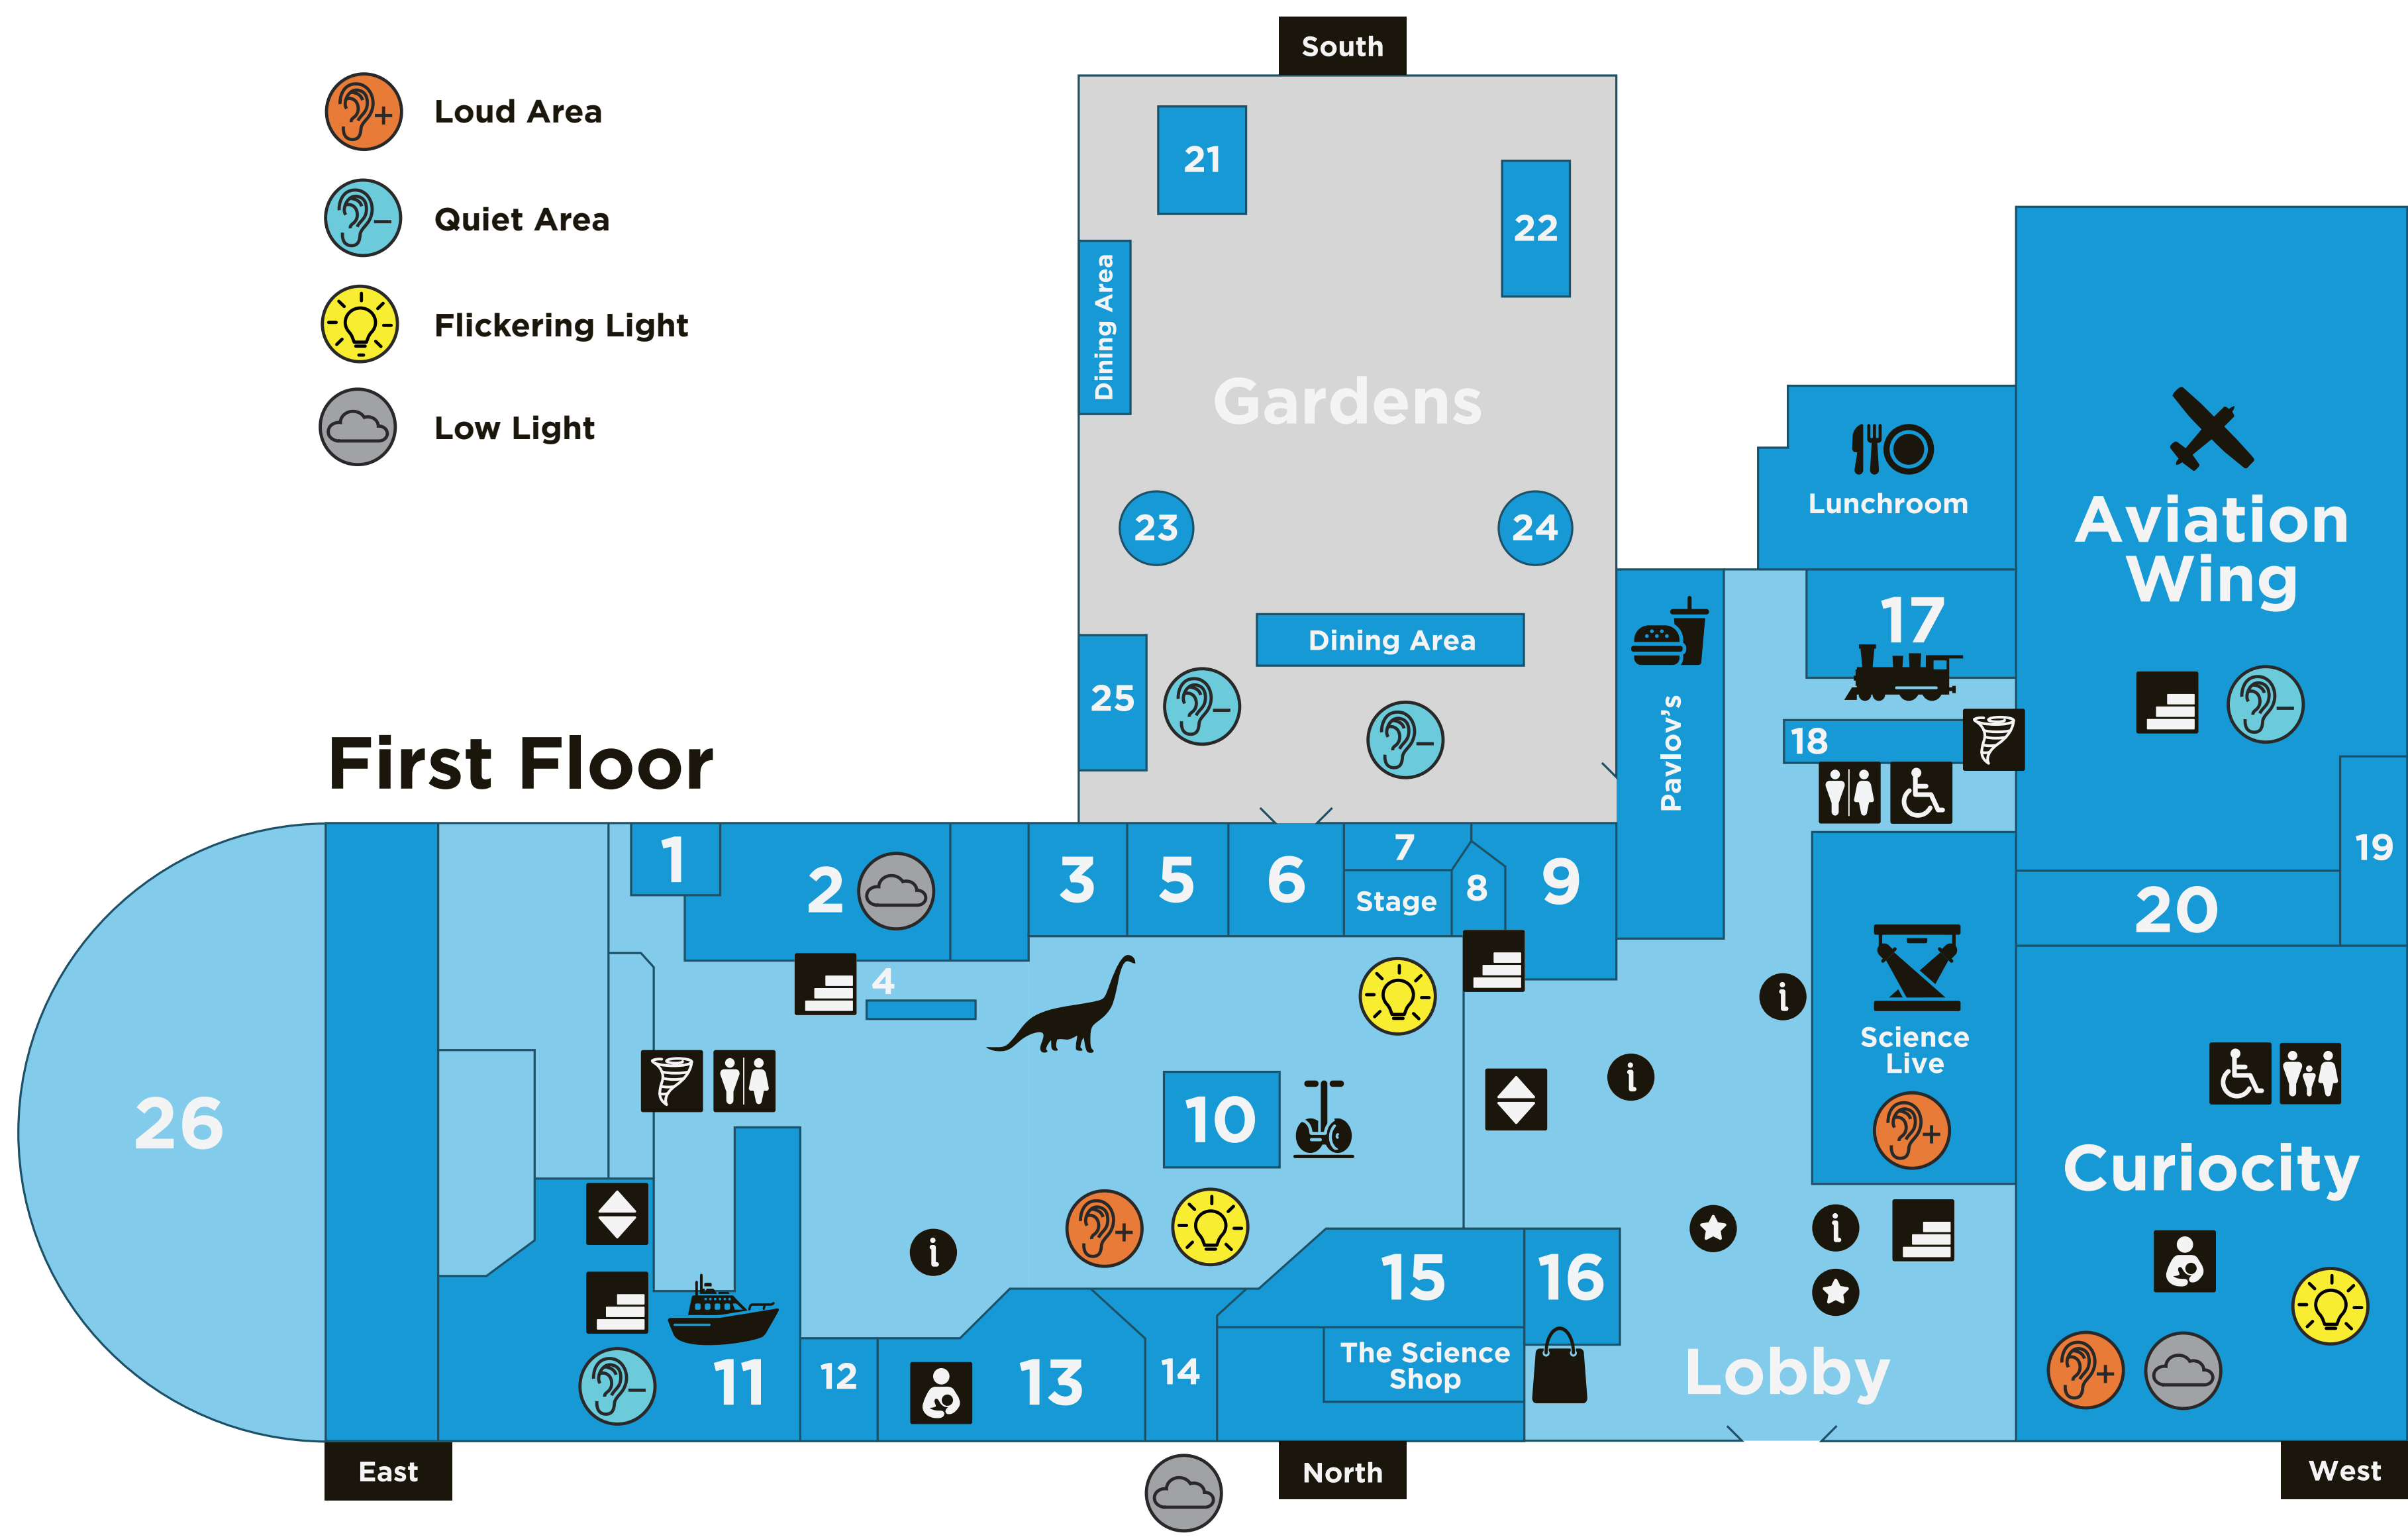 South
Loud Area
Quiet Area
Flickering Light
Low Light
21
22
Dining Area
Gardens
23
24
Dining Area
25
Lunchroom
Aviation
Wing
17
18
19
20
Pavlov's
First Floor
1
2
3
5
6
7
Stage
8
9
4
10
26
Science
Live
Curiocity
15
16
The Science
Shop
Lobby
11
12
13
14
East
North
West